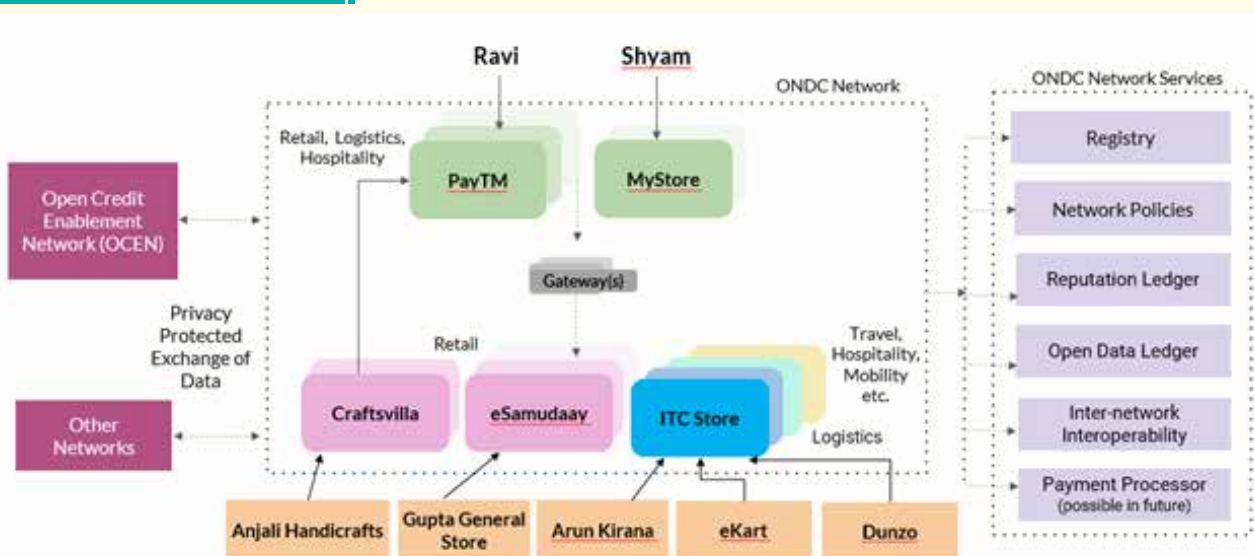 Ravi
Shyam
ONDC Network
ONDC Network Services
Retail, Logistics,
Hospitality
PayTM
MyStore
Registry
Open Credit
Enablement
Network (OCEN)
Network Policies
Gateway(s)
Reputation Ledger
Privacy
Protected
Exchange of
Data
Retail
Travel,
Hospitality,
Mobility
etc.
Open Data Ledger
Craftsvilla
eSamudaay
ITC Store
Logistics
Other
Networks
Inter-network
Interoperability
Payment Processor
(possible in future)
Anjali Handicrafts
Gupta General
Store
Arun Kirana
eKart
Dunzo